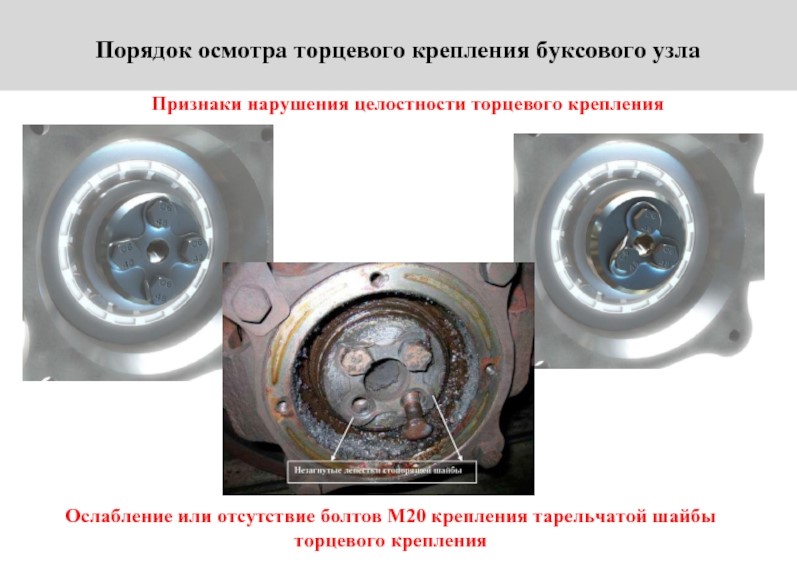 Порядок осмотра торцевого крепления буксового узла
Признаки нарушения целостности торцевого крепления
Незагнутые лепестки стопорящей шайбы
Ослабление или отсутствие болтов М20 крепления тарельчатой шайбы
торцевого крепления